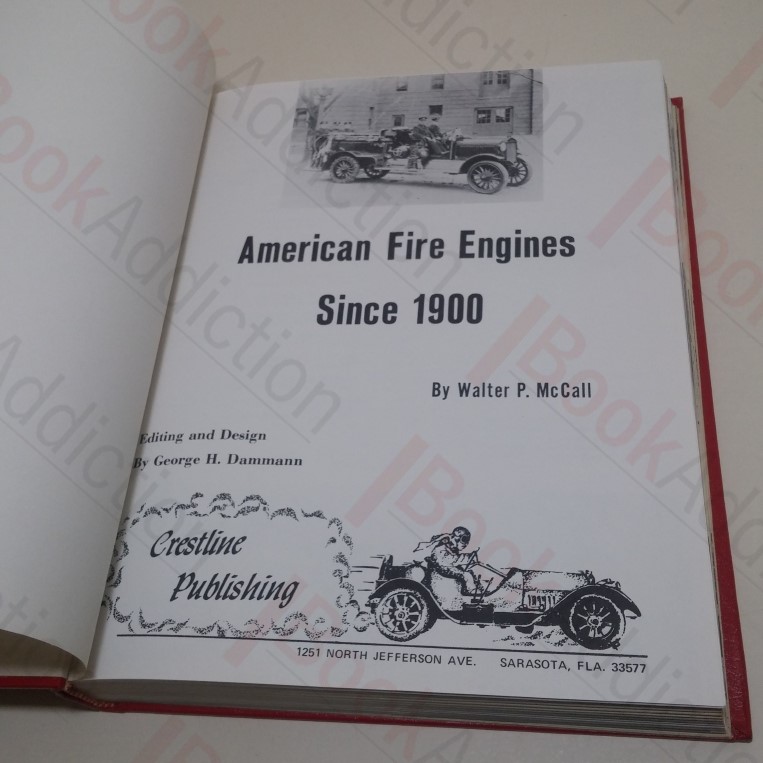 American Fire Engines
Since 1900
By Walter P. McCall
Editing and Design
By George H. Dammann
Crestline
Publishing
1251 NORTH JEFFERSON AVE. SARASOTA, FLA. 33577
BookAddiction